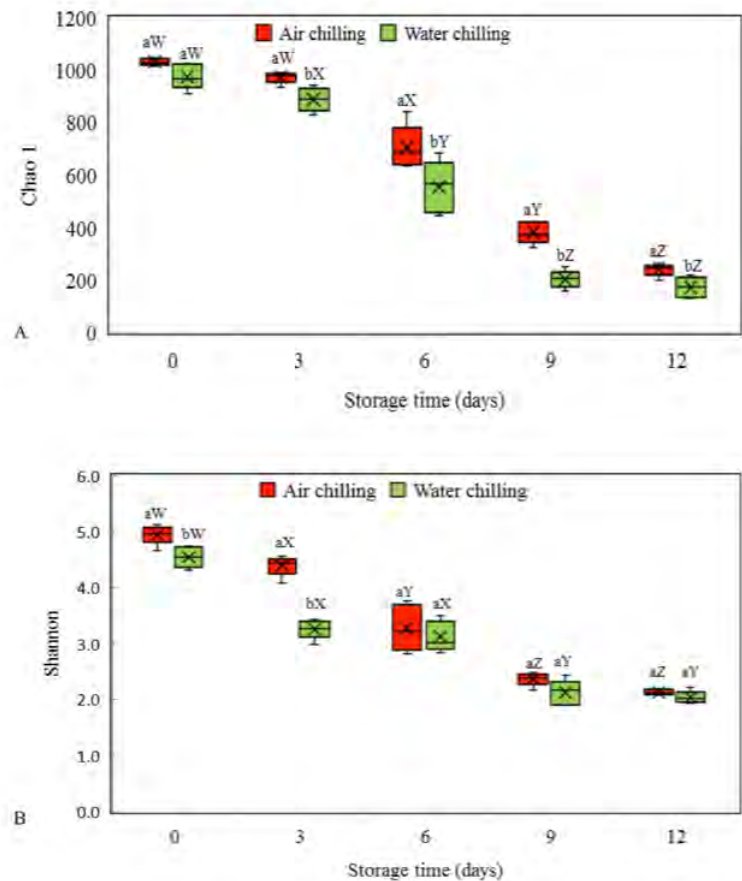 1200
Air chilling Water chilling
aW aW aW bX
1000
800
aX bY
600
Chao 1
400
aY bZ aZ bZ
200
0
A
0 3 6 9 12
Storage time (days)
6.0
Air chilling Water chilling
aW bW aX
5.0
4.0
bX aY aX
3.0
Shannon
aZ aY aZ aY
2.0
1.0
0.0
B
0 3 6 9 12
Storage time (days)